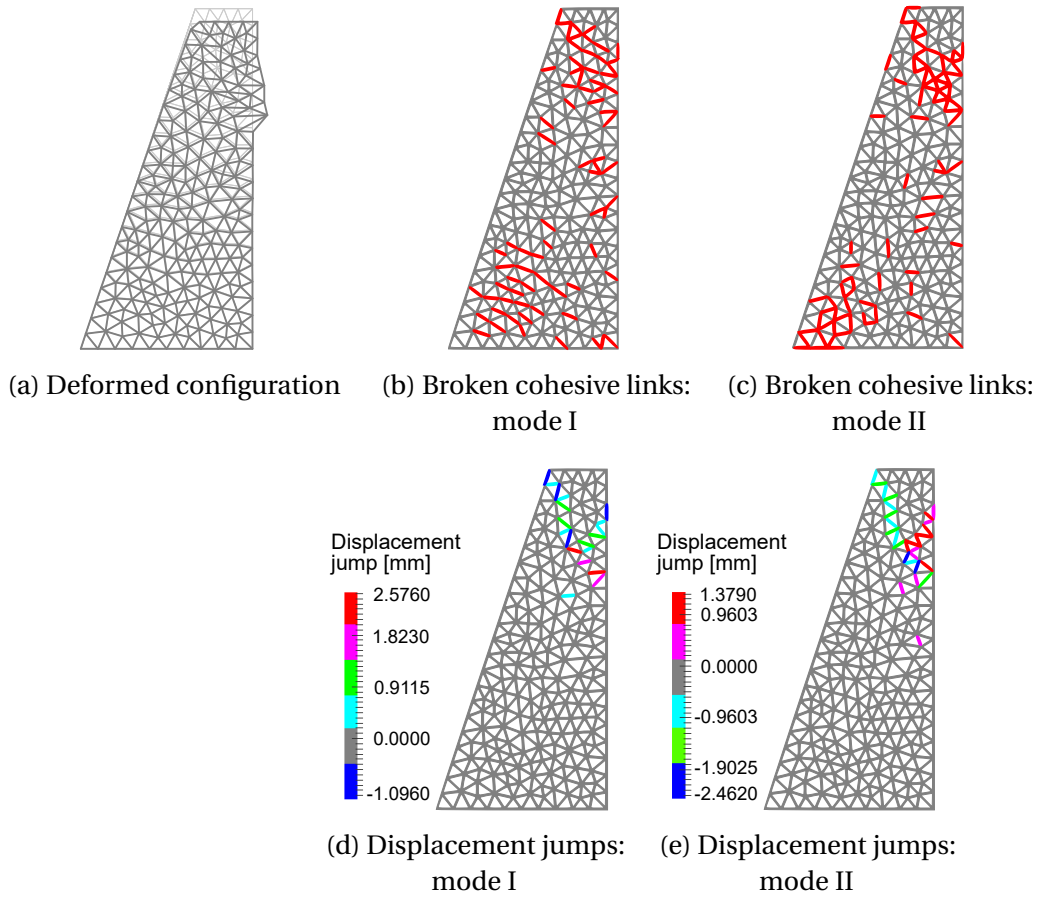 (a) Deformed configuration
(b) Broken cohesive links:
mode I
(c) Broken cohesive links:
mode II
Displacement
jump [mm]
2.5760
1.8230
0.9115
0.0000
-1.0960
(d) Displacement jumps:
mode I
Displacement
jump [mm]
1.3790
0.9603
0.0000
-0.9603
-1.9025
-2.4620
(e) Displacement jumps:
mode II